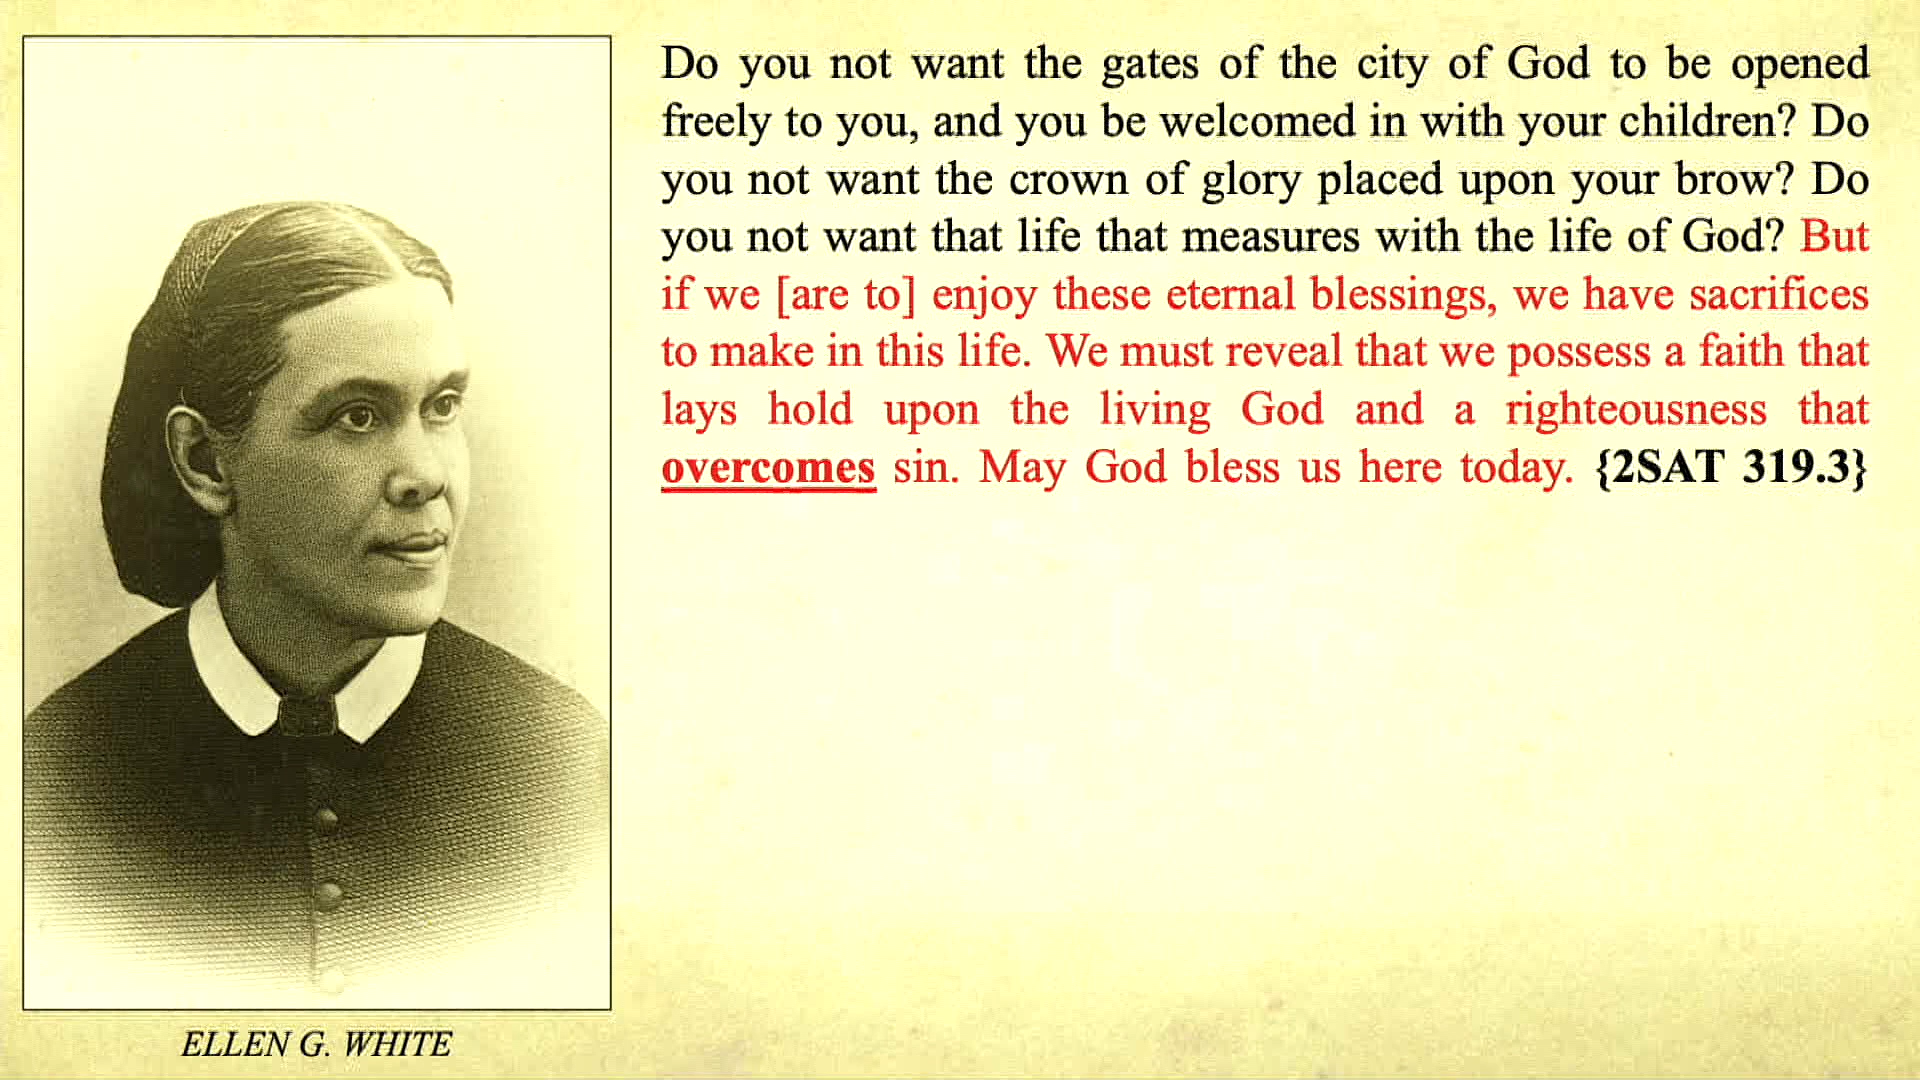 Do you not want the gates of the city of God to be opened
freely to you, and you be welcomed in with your children? Do
you not want the crown of glory placed upon your brow? Do
you not want that life that measures with the life of God? But
if we [are to] enjoy these eternal blessings, we have sacrifices
to make in this life. We must reveal that we possess a faith that
lays hold upon the living God and a righteousness that
overcomes sin. May God bless us here today. {2SAT 319.3}
ELLEN G. WHITE